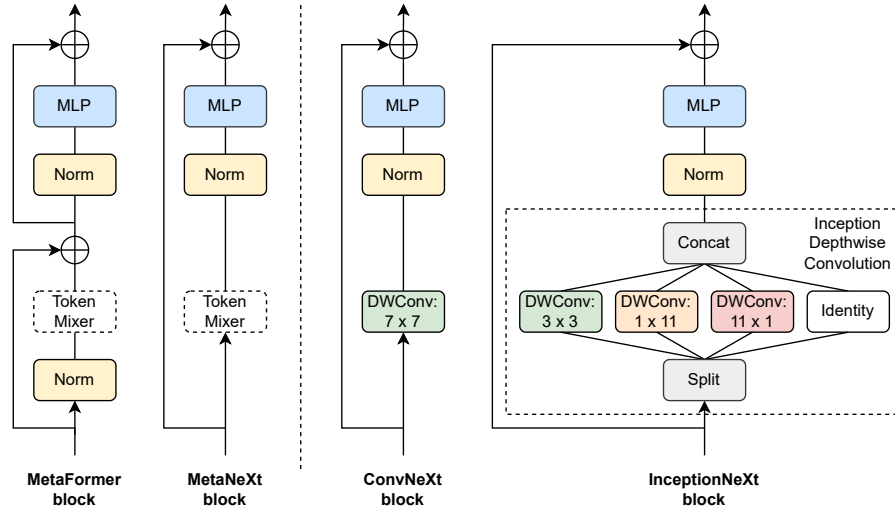 MLP
Norm
Token
Mixer
Norm
MetaFormer
block
MLP
Norm
Token
Mixer
MetaNeXt
block
MLP
Norm
DWConv:
7 x 7
ConvNeXt
block
MLP
Norm
Inception
Depthwise
Convolution
Concat
DWConv:
3 x 3
DWConv:
1 x 11
DWConv:
11 x 1
Identity
Split
InceptionNeXt
block